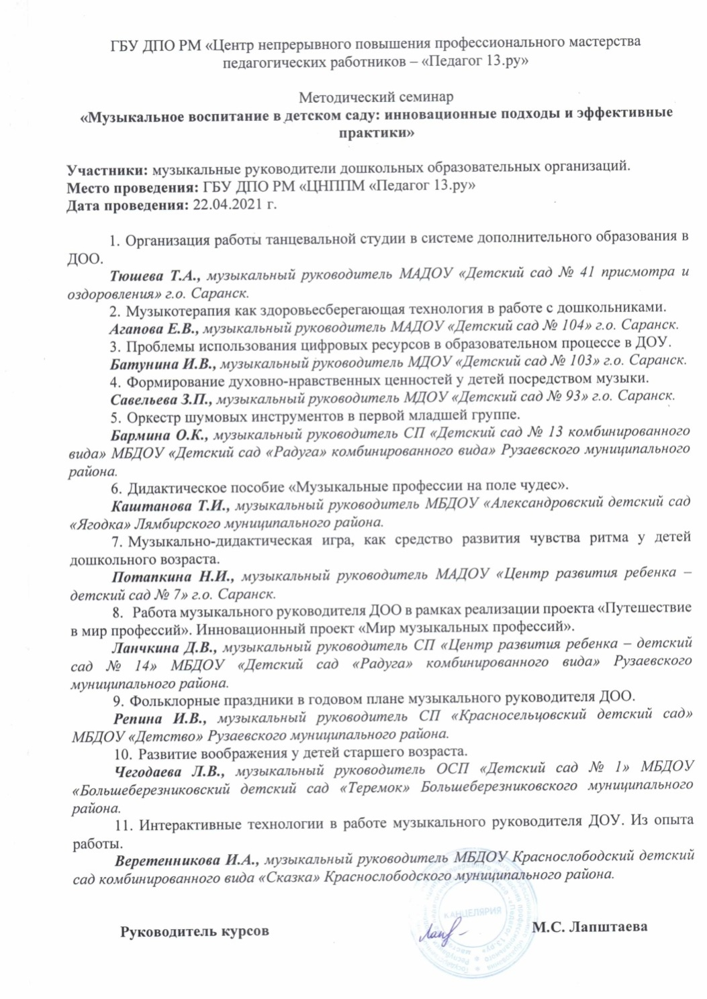 ГБУ ДПО РМ «Центр непрерывного повышения профессионального мастерства
педагогических работников – «Педагог 13.ру»
Методический семинар
«Музыкальное воспитание в детском саду: инновационные подходы и эффективные
практики»
Участники: музыкальные руководители дошкольных образовательных организаций.
Место проведения: ГБУ ДПО РМ «ЦНППМ «Педагог 13.ру»
Дата проведения: 22.04.2021 г.
1. Организация работы танцевальной студии в системе дополнительного образования в
ДОО.
Тюшева Т.А., музыкальный руководитель МАДОУ «Детский сад № 41 присмотра и
оздоровления» г.о. Саранск.
2. Музыкотерапия как здоровьесберегающая технология в работе с дошкольниками.
Агапова Е.В., музыкальный руководитель МАДОУ «Детский сад № 104» г.о. Саранск.
3. Проблемы использования цифровых ресурсов в образовательном процессе в ДОУ.
Батунина И.В., музыкальный руководитель МДОУ «Детский сад № 103» г.о. Саранск.
4. Формирование духовно-нравственных ценностей у детей посредством музыки.
Савельева З.П., музыкальный руководитель МДОУ «Детский сад № 93» г.о. Саранск.
5. Оркестр шумовых инструментов в первой младшей группе.
Бармина О.К., музыкальный руководитель СП «Детский сад № 13 комбинированного
вида» МБДОУ «Детский сад «Радуга» комбинированного вида» Рузаевского муниципального
района.
6. Дидактическое пособие «Музыкальные профессии на поле чудес».
Каштанова Т.И., музыкальный руководитель МБДОУ «Александровский детский сад
«Ягодка» Лямбирского муниципального района.
7. Музыкально-дидактическая игра, как средство развития чувства ритма у детей
дошкольного возраста.
Потапкина Н.И., музыкальный руководитель МАДОУ «Центр развития ребенка –
детский сад № 7» г.о. Саранск.
8. Работа музыкального руководителя ДОО в рамках реализации проекта «Путешествие
в мир профессий». Инновационный проект «Мир музыкальных профессий».
Ланчкина Д.В., музыкальный руководитель СП «Центр развития ребенка – детский
сад № 14» МБДОУ «Детский сад «Радуга» комбинированного вида» Рузаевского
муниципального района.
9. Фольклорные праздники в годовом плане музыкального руководителя ДОО.
Репина И.В., музыкальный руководитель СП «Красносельцовский детский сад»
МБДОУ «Детство» Рузаевского муниципального района.
10. Развитие воображения у детей старшего возраста.
Чегодаева Л.В., музыкальный руководитель ОСП «Детский сад № 1» МБДОУ
«Большеберезниковский детский сад «Теремок» Большеберезниковского муниципального
района.
11. Интерактивные технологии в работе музыкального руководителя ДОУ. Из опыта
работы.
Веретенникова И.А., музыкальный руководитель МБДОУ Краснослободский детский
сад комбинированного вида «Сказка» Краснослободского муниципального района.
КАНЦЕЛЯРИЯ
Руководитель курсов М.С. Лапштаева